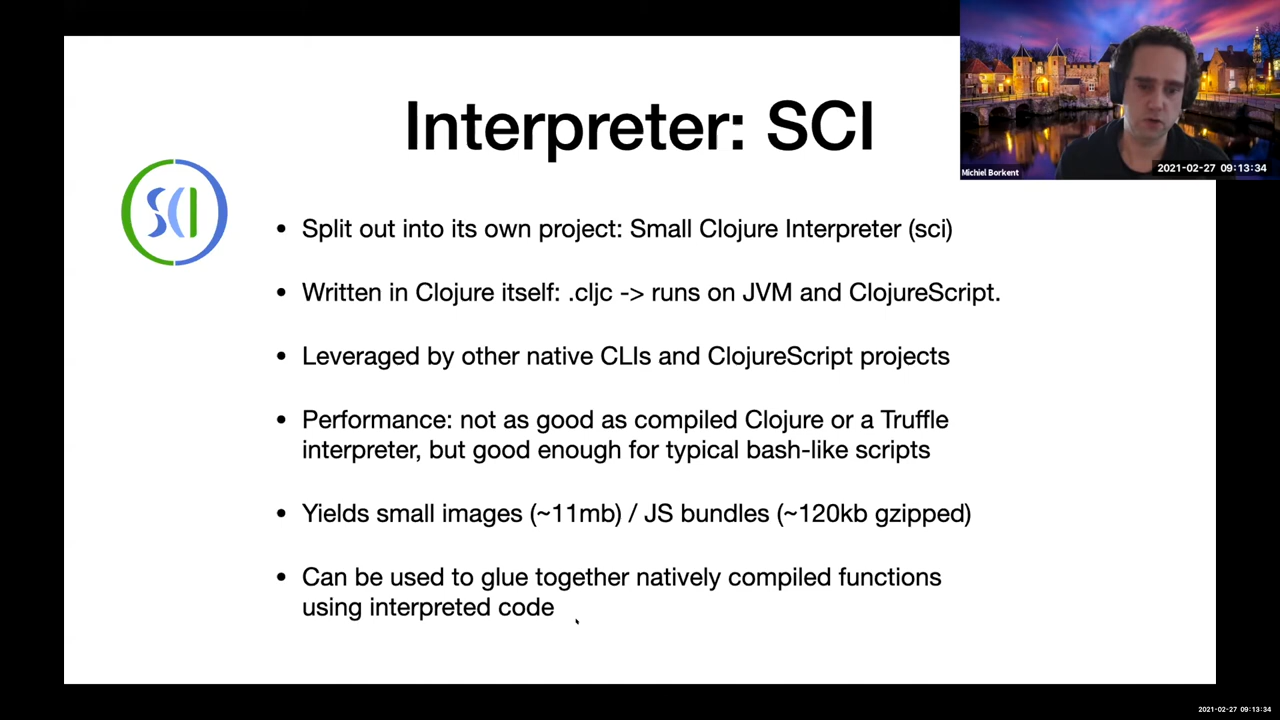 Interpreter: SCI
SCI
• Split out into its own project: Small Clojure Interpreter (sci)
• Written in Clojure itself: .cljc -> runs on JVM and ClojureScript.
• Leveraged by other native CLIs and ClojureScript projects
• Performance: not as good as compiled Clojure or a Truffle
interpreter, but good enough for typical bash-like scripts
• Yields small images (~11mb) / JS bundles (~120kb gzipped)
• Can be used to glue together natively compiled functions
using interpreted code
Michiel Borkent
2021-02-27 09:13:34
2021-02-27 09:13:34